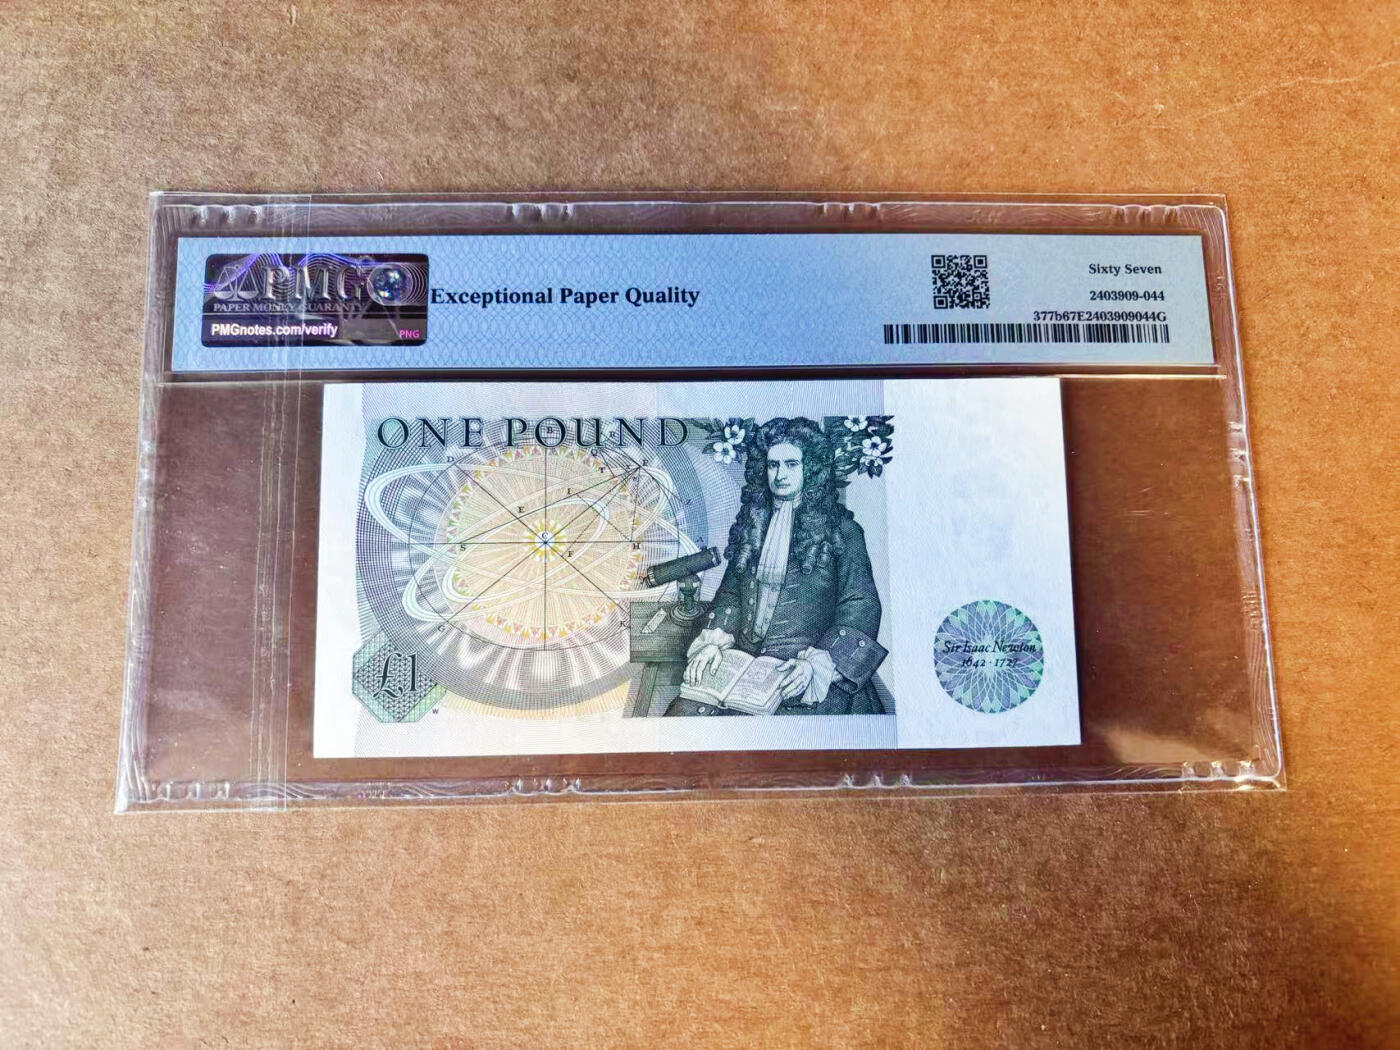 PMG
PAPER MONEY GUARANTY
PMGnotes.com/verify
PNG
Exceptional Paper Quality
Sixty Seven
2403909-044
377b67E2403909044G
ONE POUND
B
D
E
T
I
Z
E
A
C
S
F
H
G
K
£1
W
Sir Isaac Newton
1642 · 1727